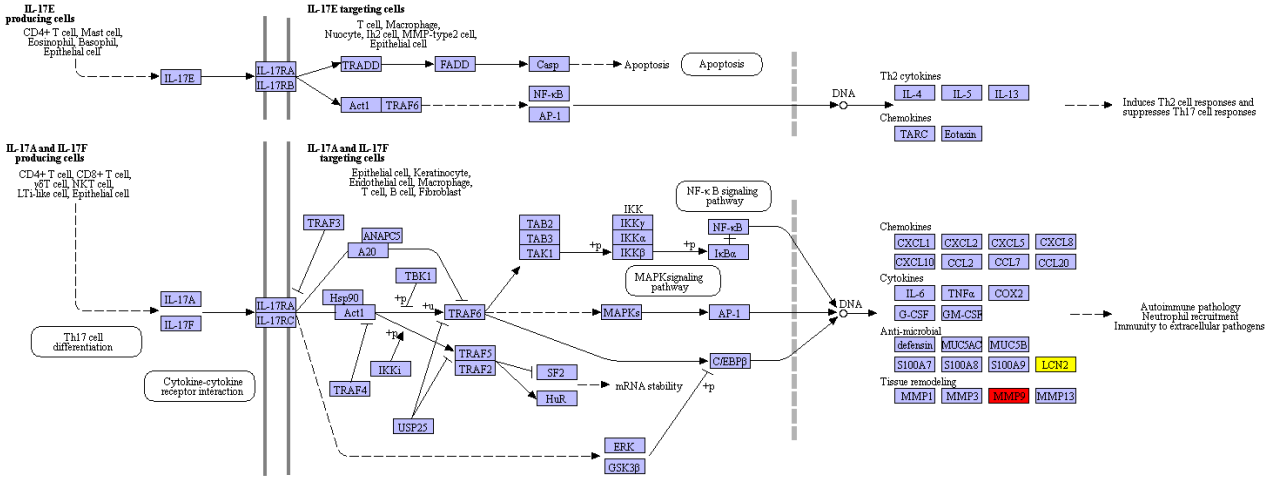 IL-17E
producing cells
CD4+ T cell, Mast cell,
Eosinophil, Basophil,
Epithelial cell
IL-17E targeting cells
T cell, Macrophage,
Nuocyte, Ih2 cell, MMP-type2 cell,
Epithelial cell
IL-17E
IL-17RA
IL-17RB
TRADD
FADD
Casp
Apoptosis
Apoptosis
Act1
TRAF6
NF-κB
AP-1
DNA
Th2 cytokines
IL-4
IL-5
IL-13
Chemokines
TARC
Eotaxin
Induces Th2 cell responses and
suppresses Th17 cell responses
IL-17A and IL-17F
producing cells
CD4+ T cell, CD8+ T cell,
γδT cell, NKT cell,
LTi-like cell, Epithelial cell
IL-17A and IL-17F
targeting cells
Epithelial cell, Keratinocyte,
Endothelial cell, Macrophage,
T cell, B cell, Fibroblast
TRAF3
ANAPC5
A20
TBK1
TAB2
TAB3
TAK1
+p
IKK
IKKγ
IKKα
IKKβ
+p
NF-κ B signaling
pathway
NF-κB
IκBα
MAPK signaling
pathway
IL-17A
IL-17F
IL-17RA
IL-17RC
Hsp90
Act1
+p
+u
TRAF6
MAPKs
AP-1
DNA
Th17 cell
differentiation
Cytokine-cytokine
receptor interaction
+p
IKKi
TRAF4
TRAF5
TRAF2
USP25
SF2
HuR
mRNA stability
C/EBPβ
+p
ERK
GSK3β
Chemokines
CXCL1
CXCL2
CXCL5
CXCL8
CXCL10
CCL2
CCL7
CCL20
Cytokines
IL-6
TNFα
COX2
G-CSF
GM-CSF
Anti-microbial
defensin
MUC5AC
MUC5B
S100A7
S100A8
S100A9
LCN2
Tissue remodeling
MMP1
MMP3
MMP9
MMP13
Autoimmune pathology
Neutrophil recruitment
Immunity to extracellular pathogens